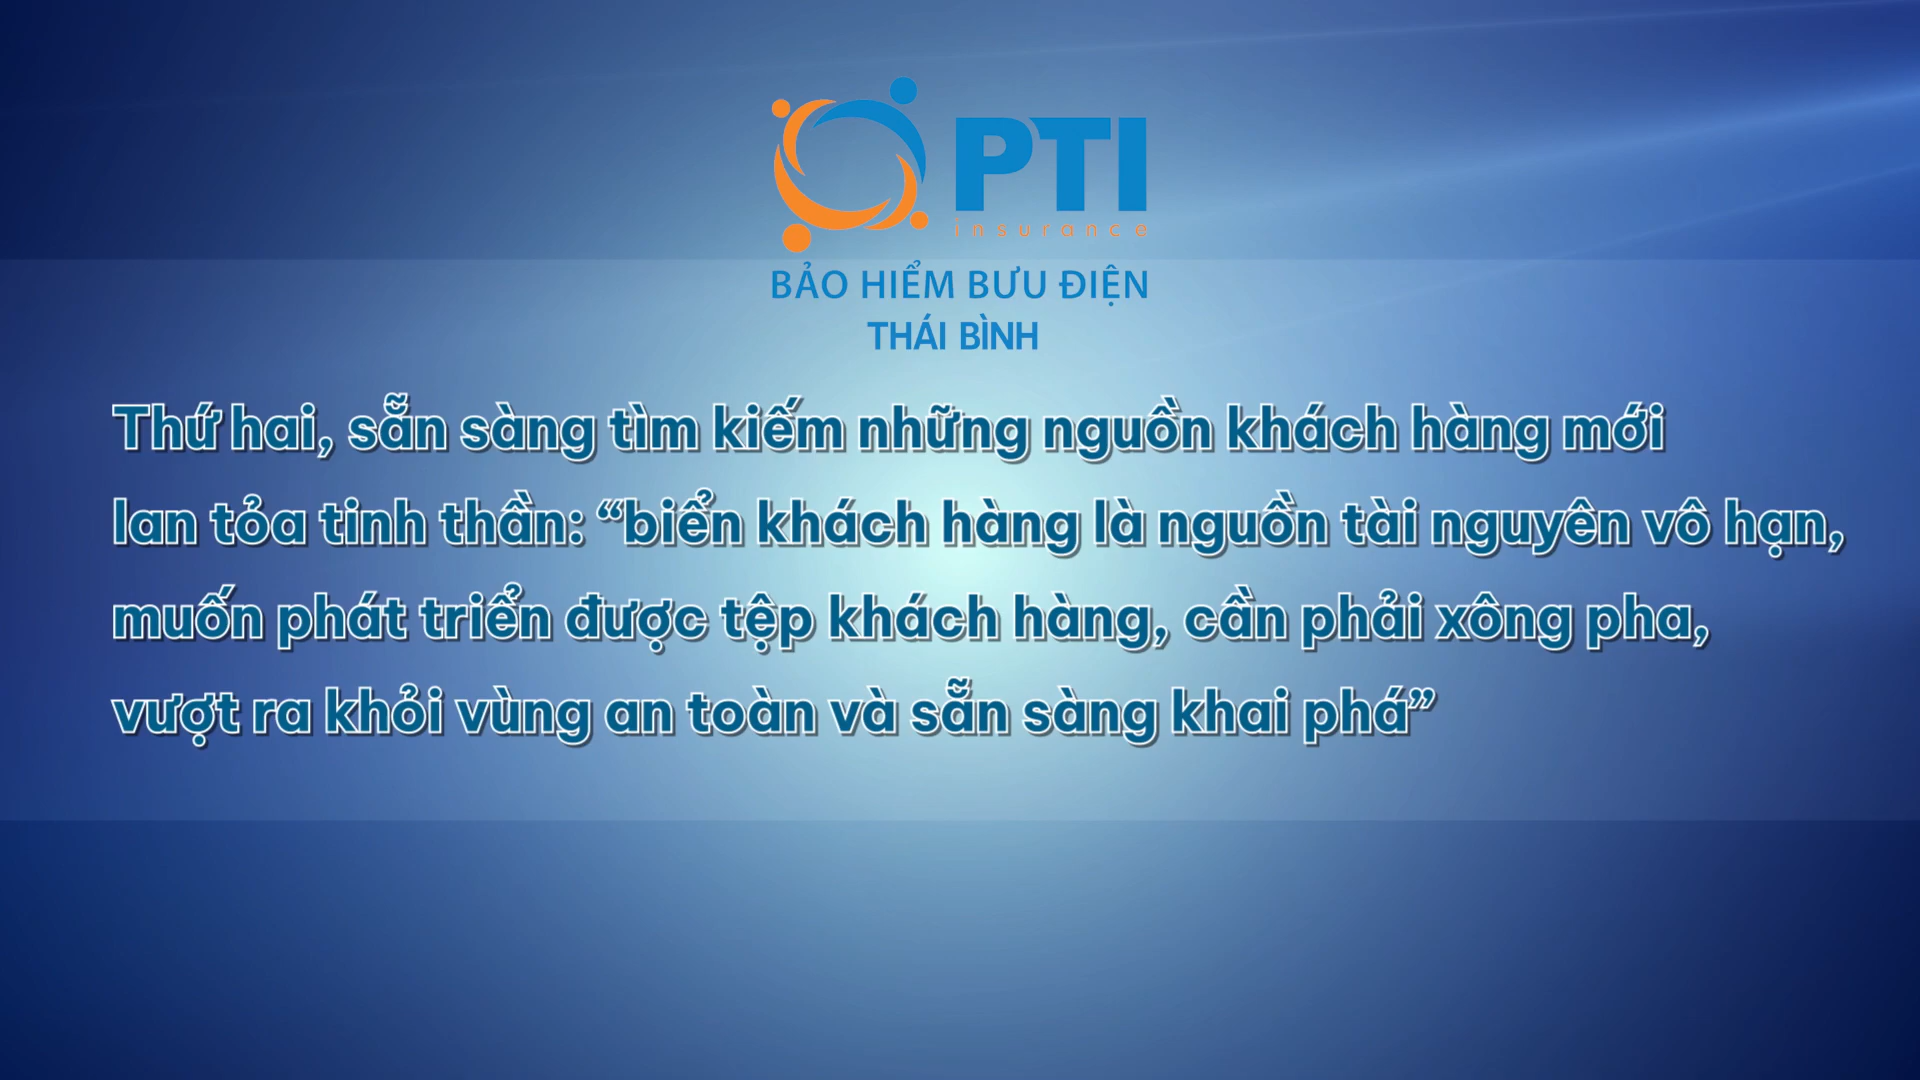 PTI
insurance
BẢO HIỂM BƯU ĐIỆN
THÁI BÌNH
Thứ hai, sẵn sàng tìm kiếm những nguồn khách hàng mới
lan tỏa tinh thần: “biển khách hàng là nguồn tài nguyên vô hạn,
muốn phát triển được tệp khách hàng, cần phải xông pha,
vượt ra khỏi vùng an toàn và sẵn sàng khai phá”